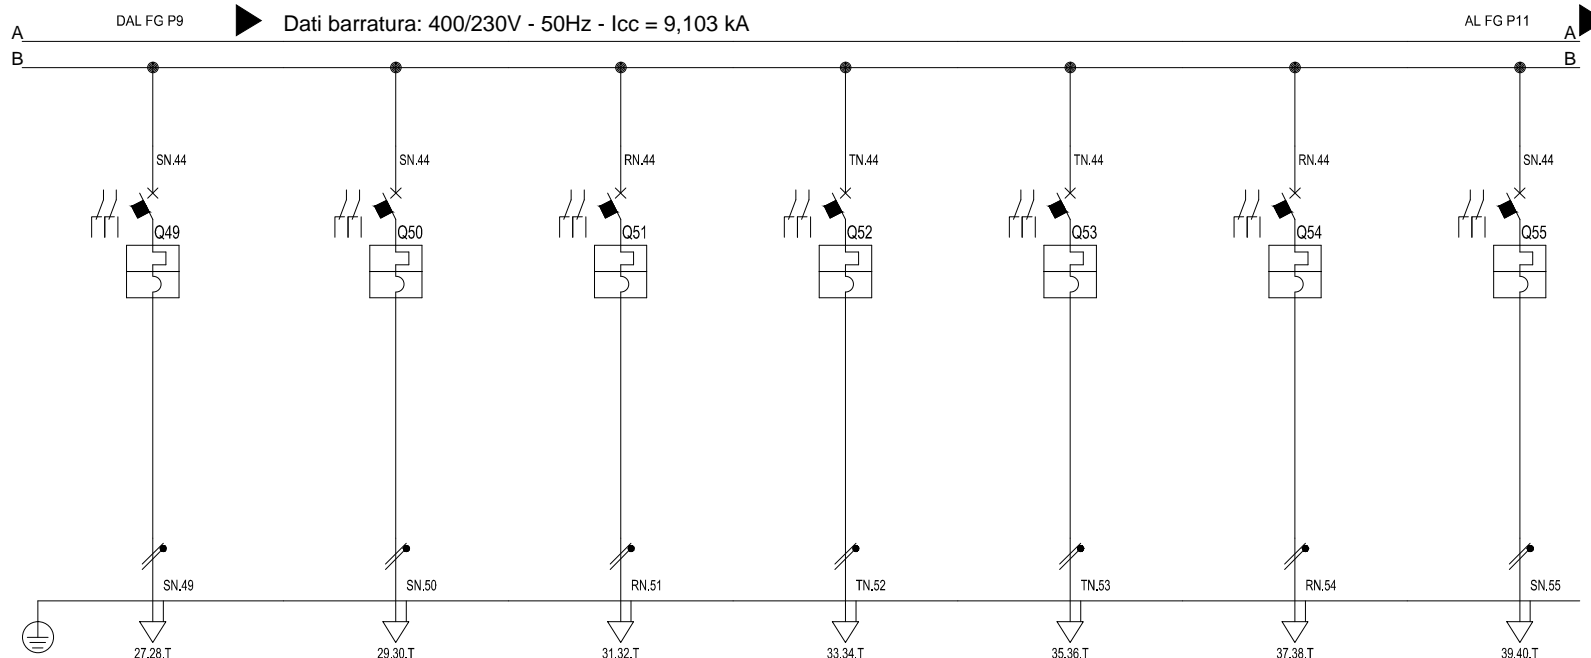 DAL FG P9
Dati barratura: 400/230V - 50Hz - Icc = 9,103 kA
AL FG P11
A
A
B
B
SN.44
SN.44
RN.44
TN.44
TN.44
RN.44
SN.44
Q49
Q50
Q51
Q52
Q53
Q54
Q55
SN.49
SN.50
RN.51
TN.52
TN.53
RN.54
SN.55
27.28.T
29.30.T
31.32.T
33.34.T
35.36.T
37.38.T
39.40.T